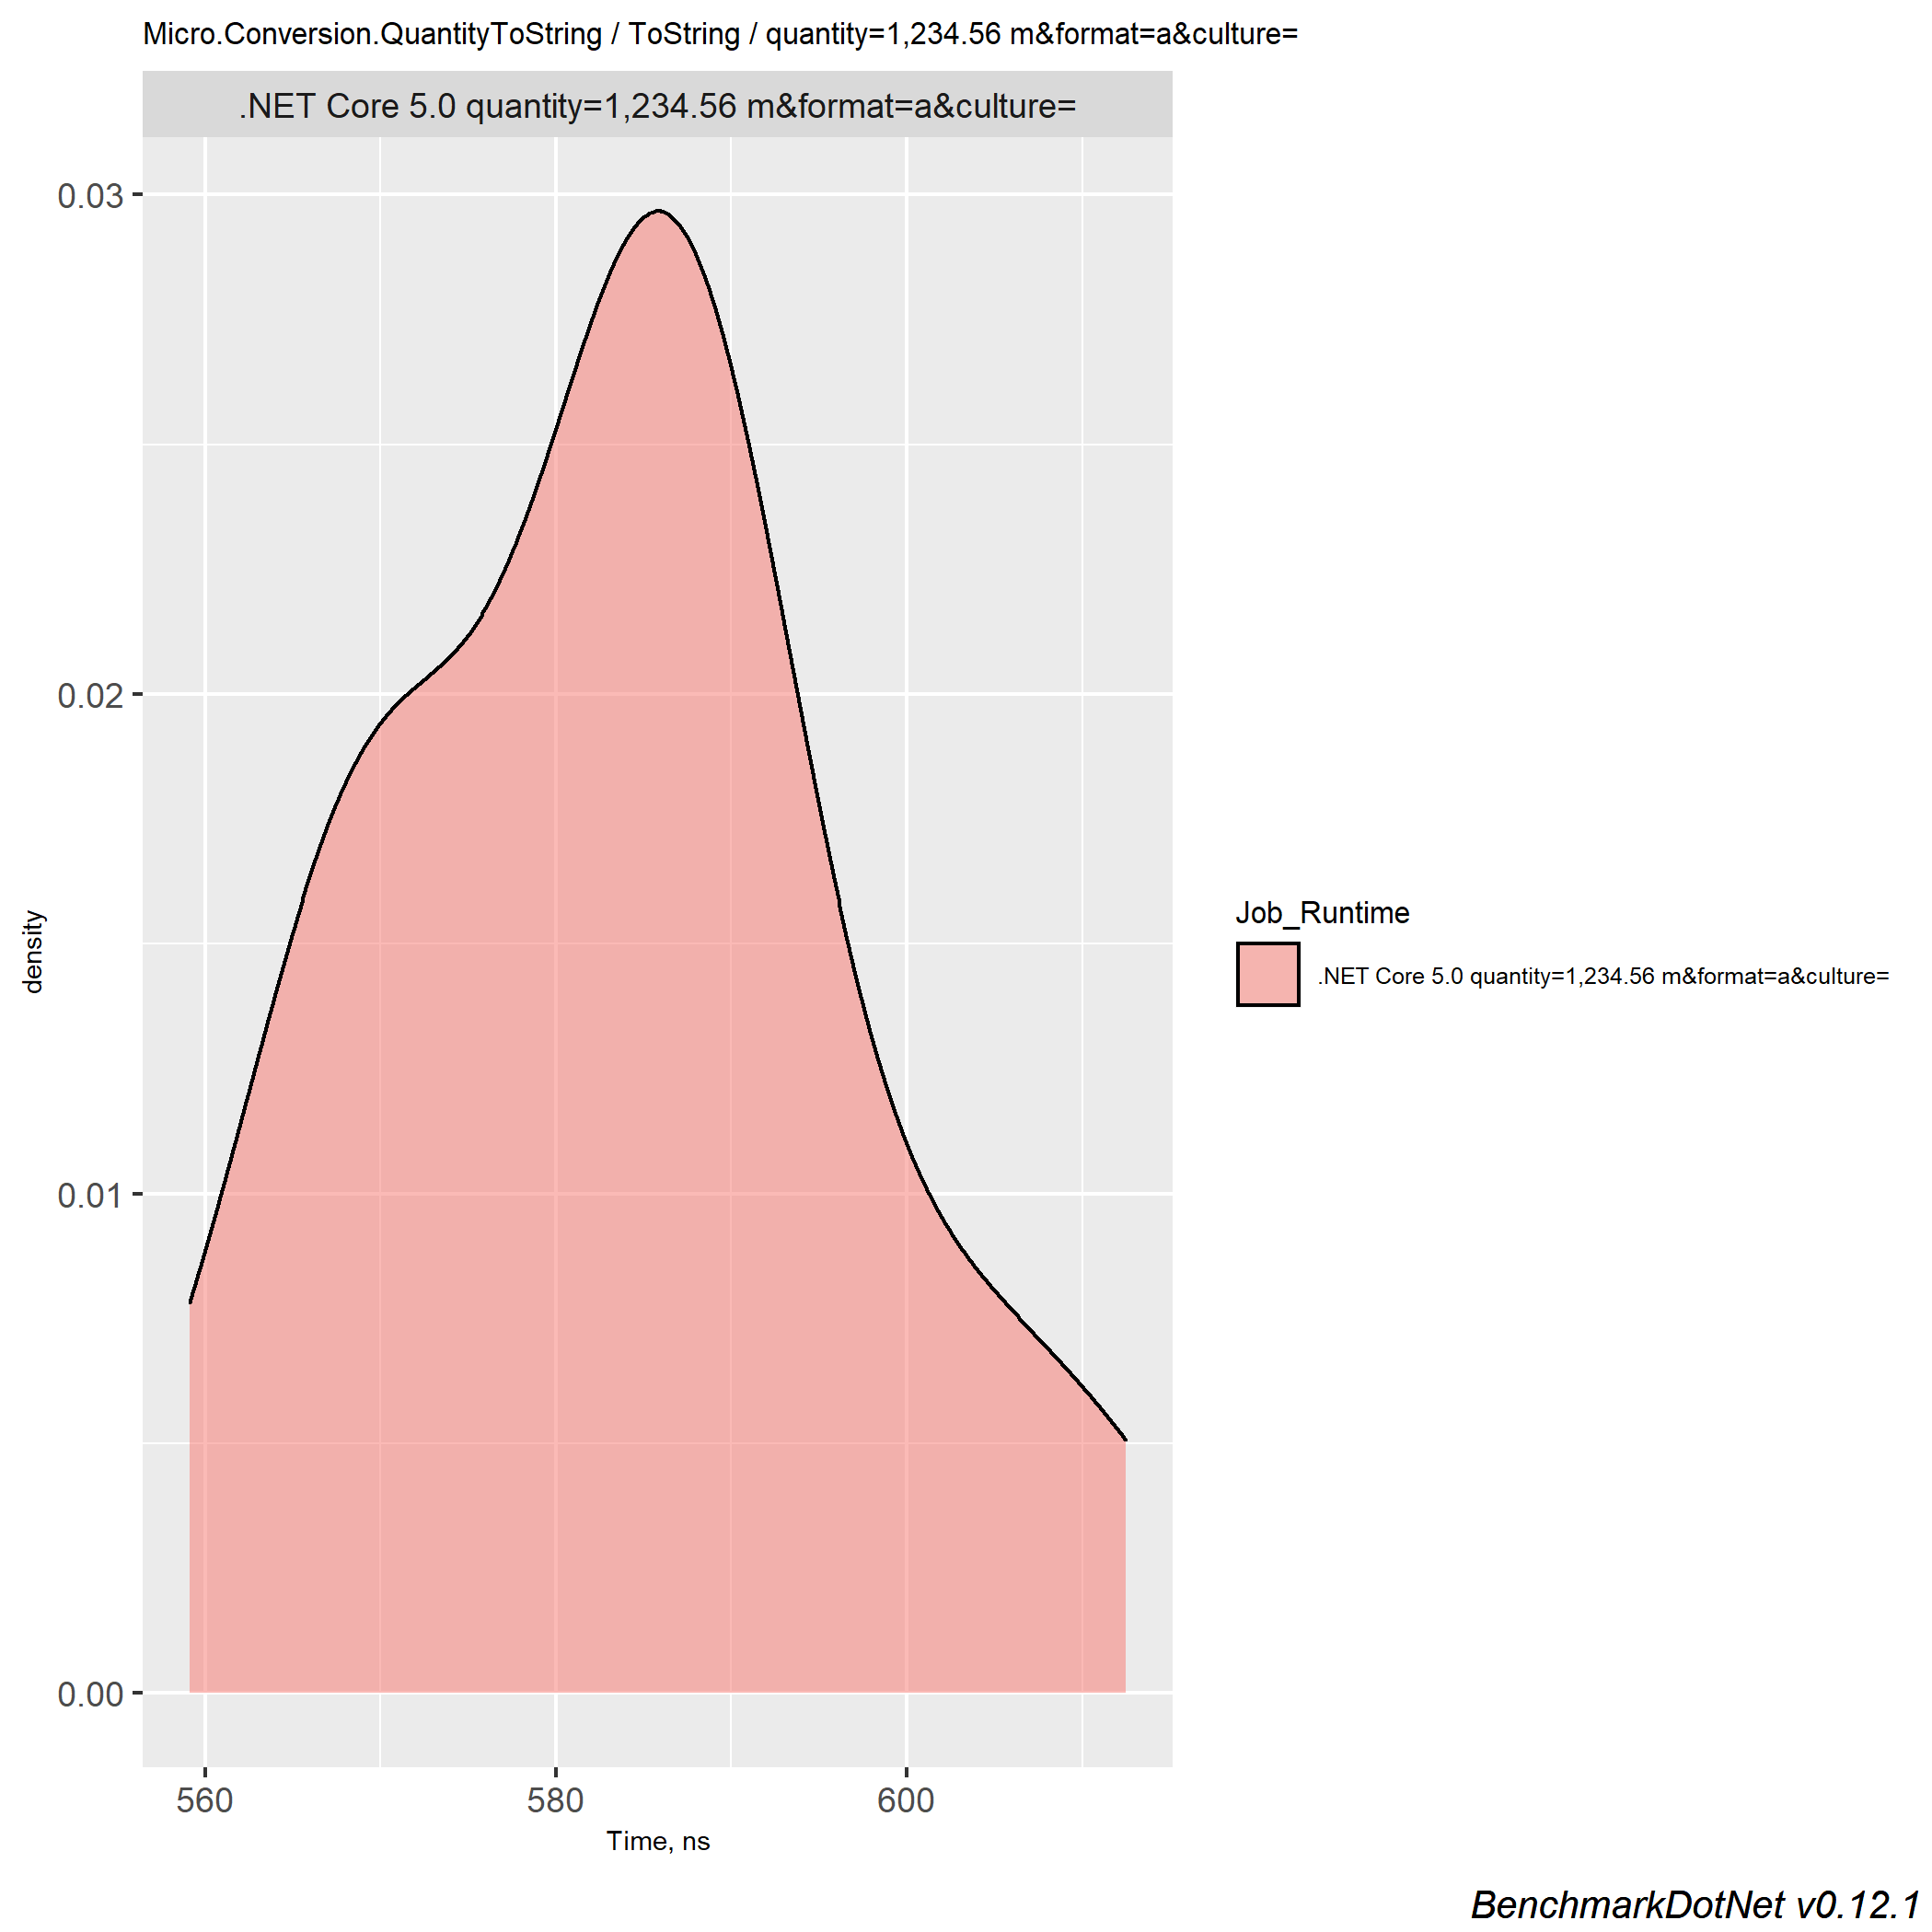 Micro.Conversion.QuantityToString / ToString / quantity=1,234.56 m&format=a&culture=
.NET Core 5.0 quantity=1,234.56 m&format=a&culture=
0.03
0.02
0.01
0.00
density
560
580
600
Time, ns
Job_Runtime
.NET Core 5.0 quantity=1,234.56 m&format=a&culture=
BenchmarkDotNet v0.12.1